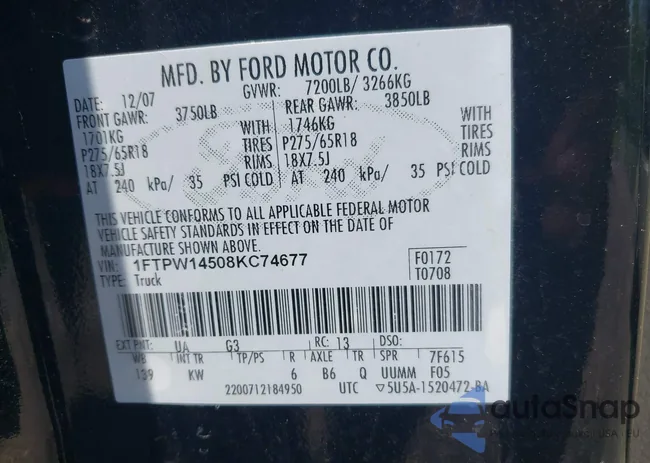 MFD. BY FORD MOTOR CO.
DATE: 12/07 GVWR: 7200LB/ 3266KG
FRONT GAWR: 3750LB REAR GAWR: 3850LB
1701KG WITH 1746KG WITH
P275/65R18 TIRES P275/65R18 TIRES
18X7.5J RIMS 18X7.5J RIMS
AT 240 kPa/ 35 PSI COLD AT 240 kPa/ 35 PSI COLD
THIS VEHICLE CONFORMS TO ALL APPLICABLE FEDERAL MOTOR
VEHICLE SAFETY STANDARDS IN EFFECT ON THE DATE OF
MANUFACTURE SHOWN ABOVE.
VIN: 1FTPW14508KC74677 F0172
TYPE: Truck T0708
EXT PNT: UA G3 RC: 13 DSO:
WB INT TR TP/PS R AXLE TR SPR 7F615
139 KW 6 B6 Q UUMM F05
2200712184950 UTC ▽5U5A-1520472-BA
autoSnap